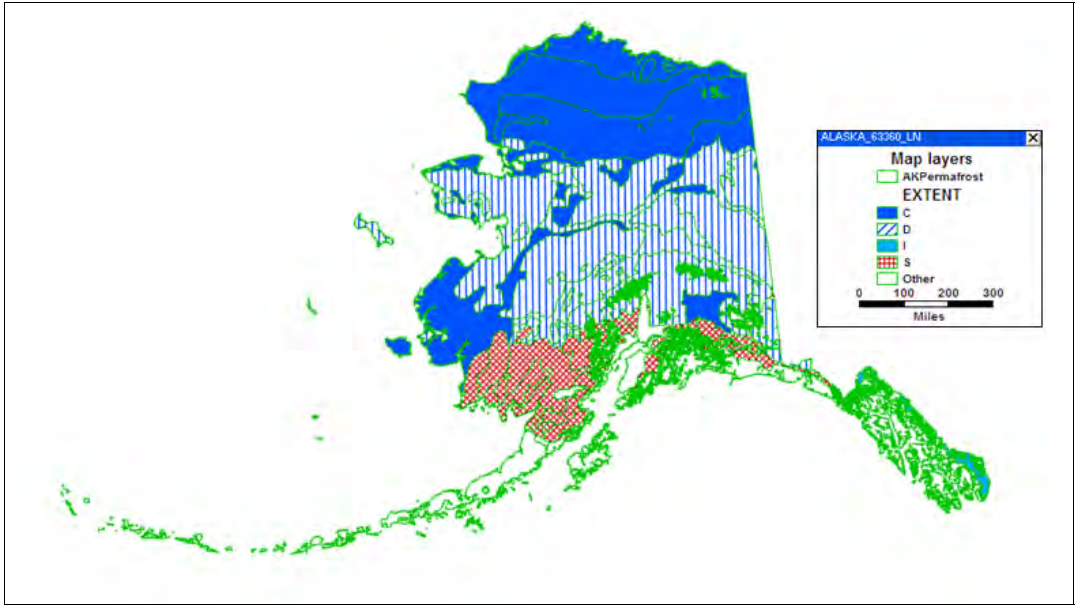 ALASKA_63360_LN
Map layers
AKPermafrost
EXTENT
C
D
I
S
Other
0 100 200 300
Miles